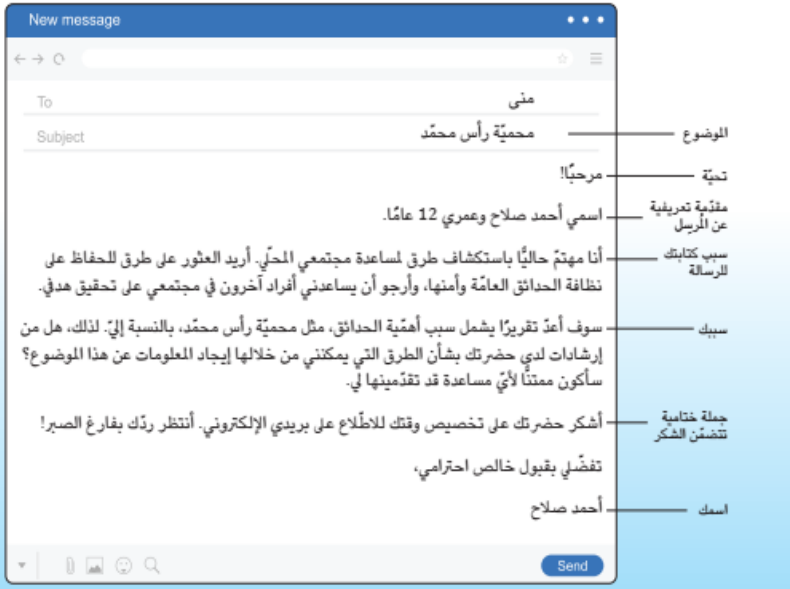 New message
To
منى
Subject
محميّة رأس محمّد
الموضوع
مرحبًا!
تحيّة
اسمي أحمد صلاح وعمري 12 عامًا.
مقدّمة تعريفية
عن المُرسِل
أنا مهتمّ حاليًّا باستكشاف طرق لمساعدة مجتمعي المحلّي. أريد العثور على طرق للحفاظ على
نظافة الحدائق العامّة وأمنها، وأرجو أن يساعدني أفراد آخرون في مجتمعي على تحقيق هدفي.
سبب كتابتك
للرسالة
سوف أعدّ تقريرًا يشمل سبب أهمّية الحدائق، مثل محميّة رأس محمّد، بالنسبة إليّ. لذلك، هل من
إرشادات لدى حضرتك بشأن الطرق التي يمكنني من خلالها إيجاد المعلومات عن هذا الموضوع؟
سأكون ممتنًّا لأيّ مساعدة قد تقدّمينها لي.
سببك
أشكر حضرتك على تخصيص وقتك للاطّلاع على بريدي الإلكتروني. أنتظر ردّك بفارغ الصبر!
جملة ختامية
تتضمّن الشكر
تفضّلي بقبول خالص احترامي،
أحمد صلاح
اسمك
Send